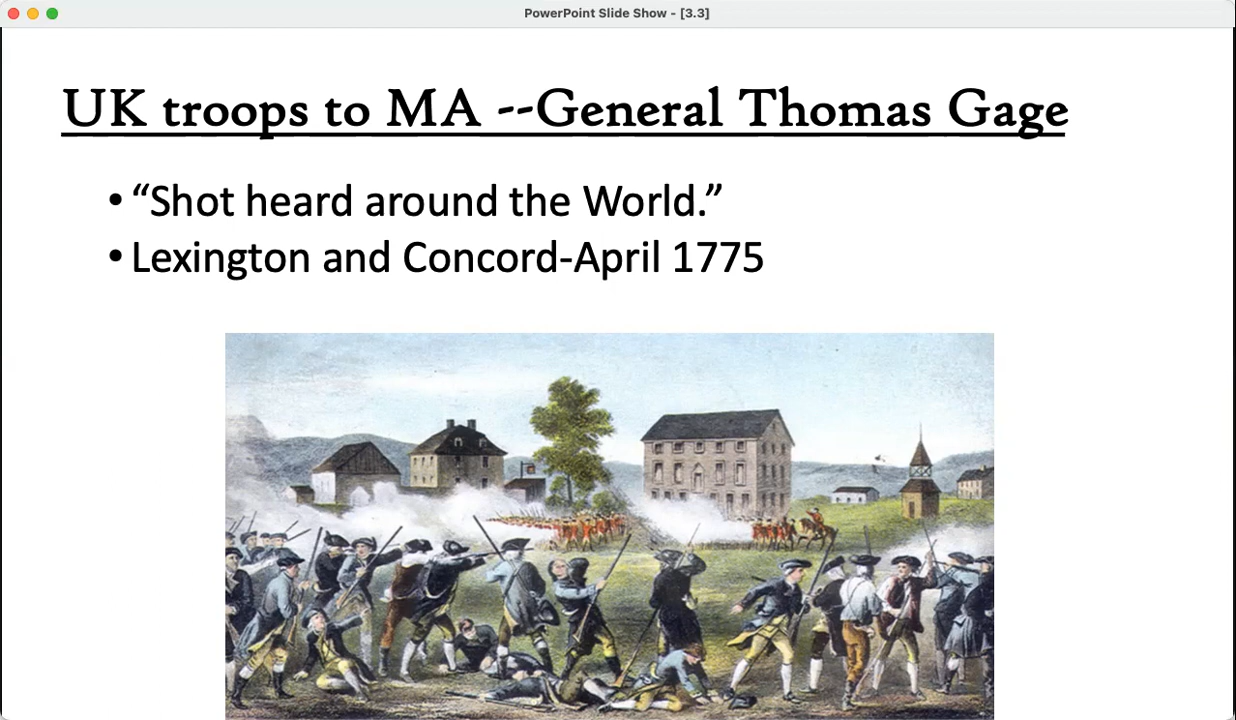 PowerPoint Slide Show - [3.3]
UK troops to MA --General Thomas Gage
• “Shot heard around the World.”
• Lexington and Concord-April 1775